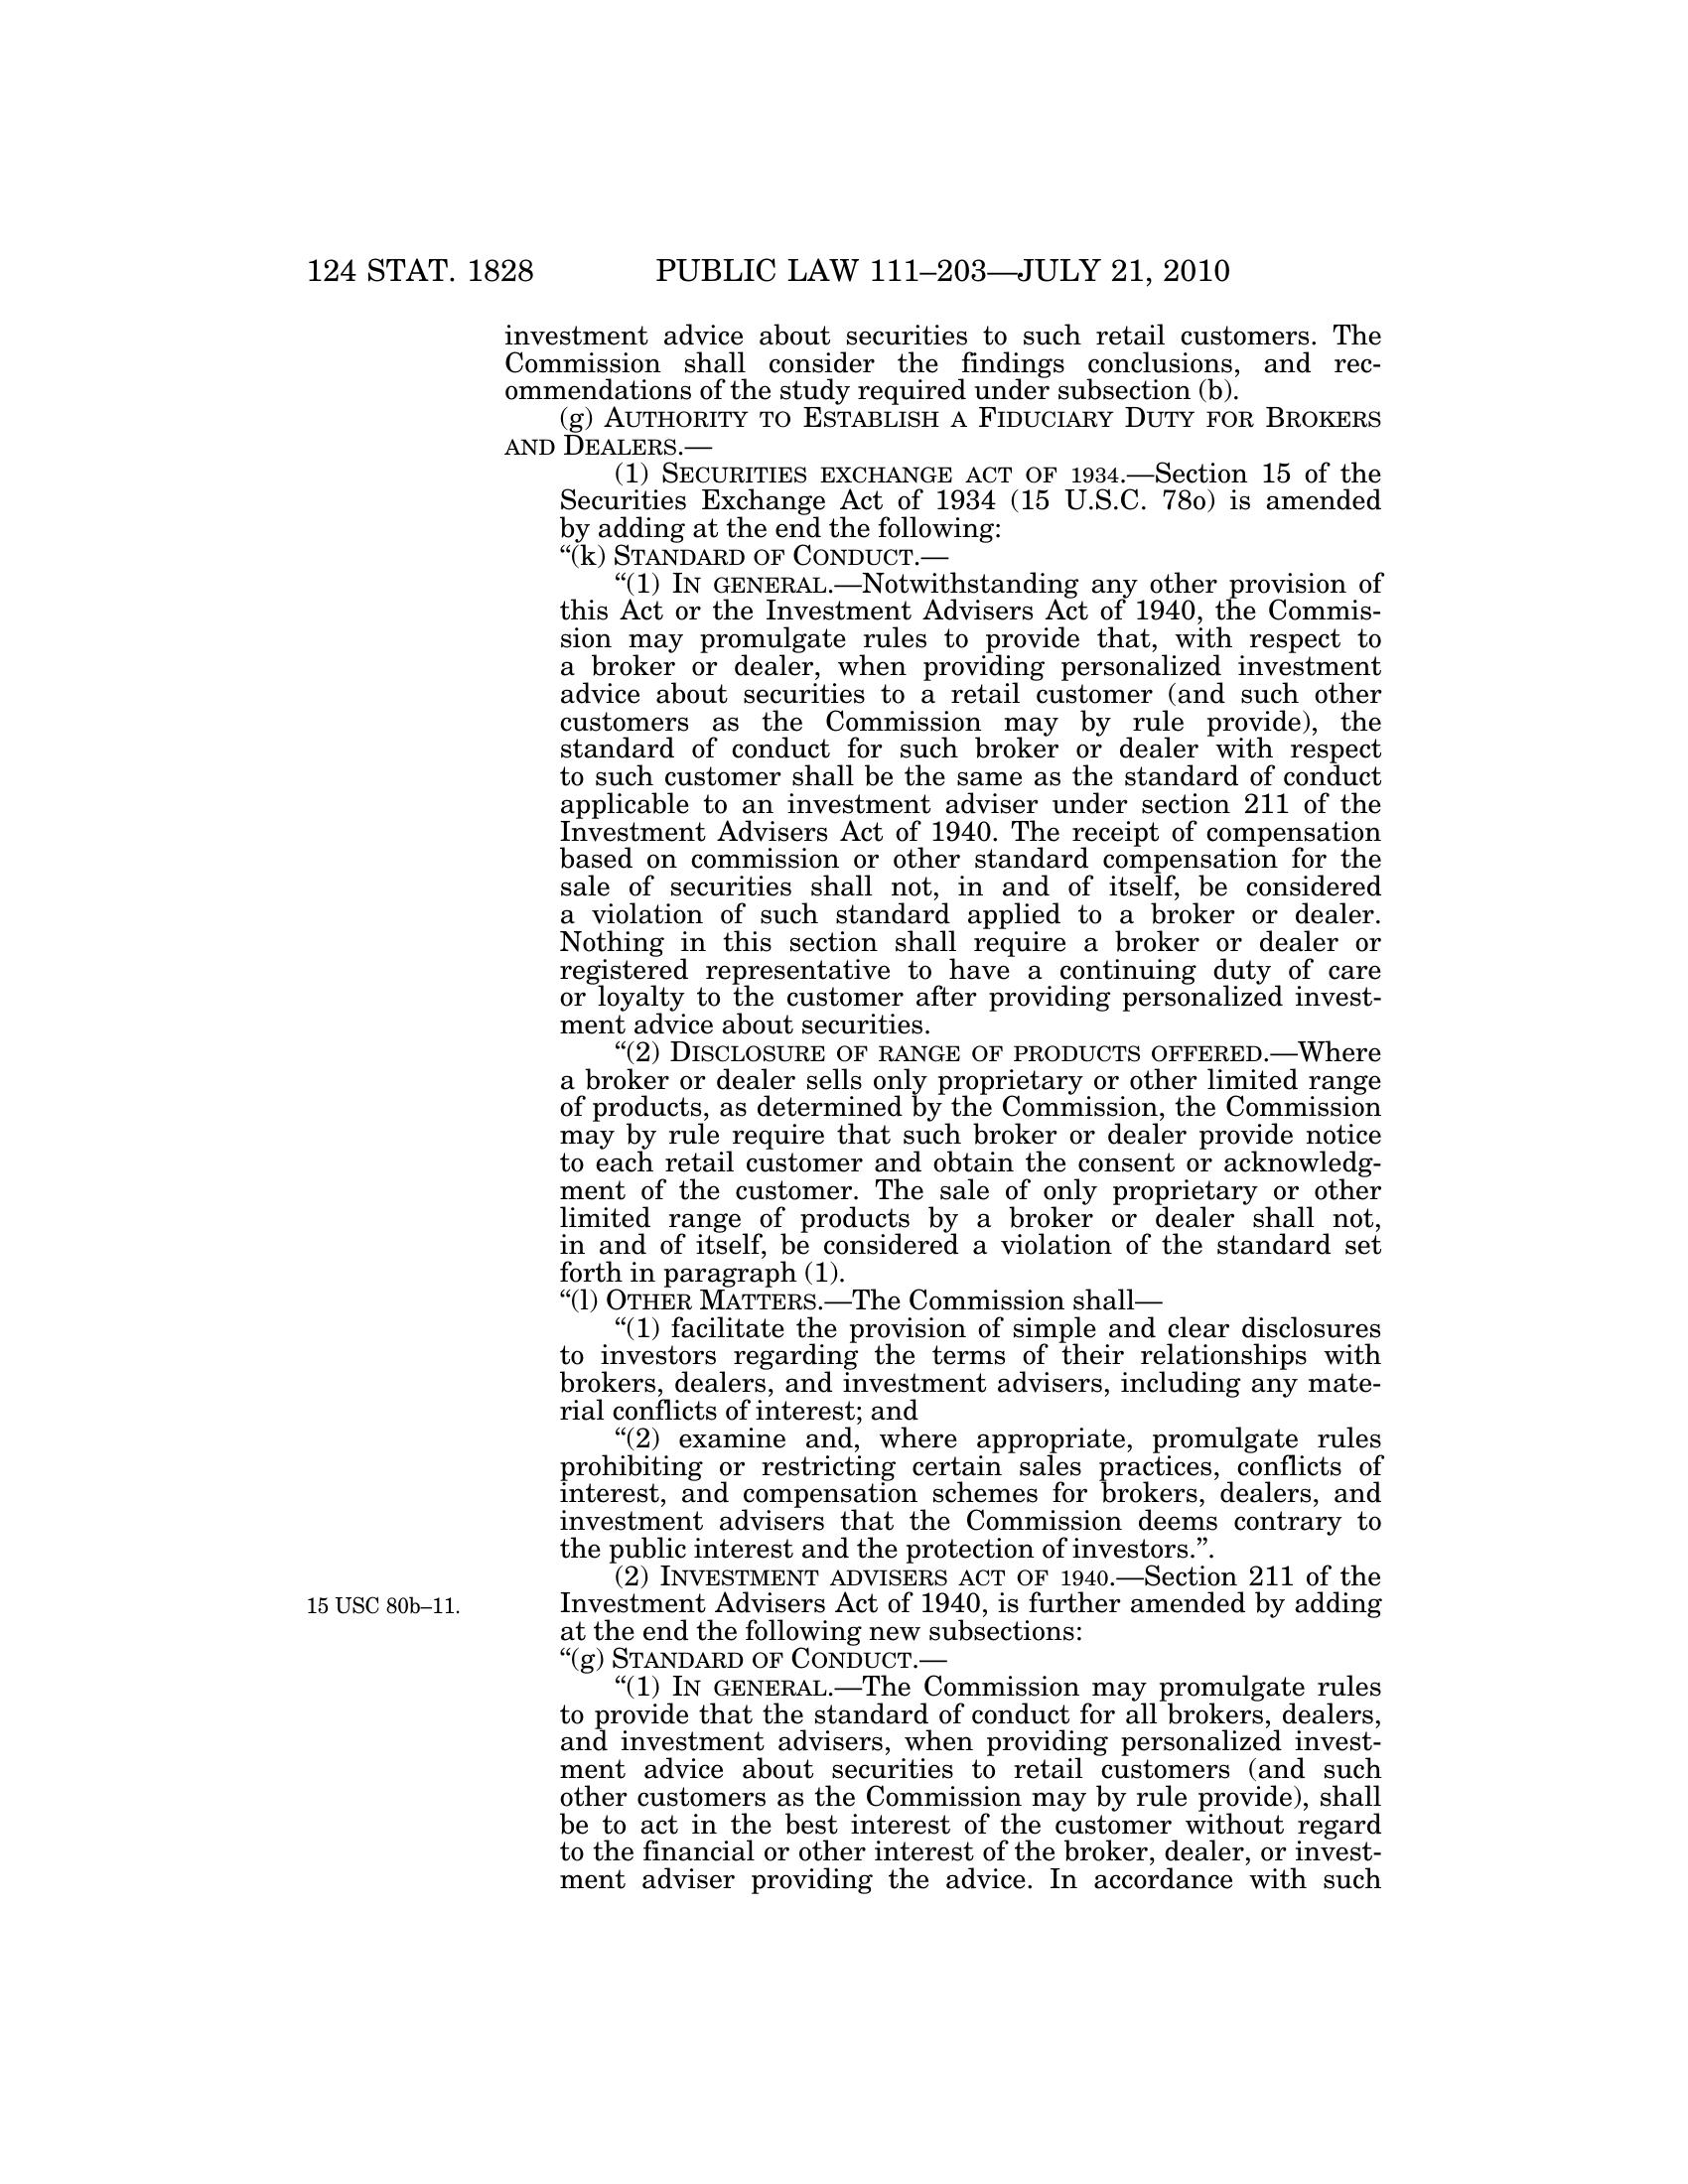 124 STAT. 1828 PUBLIC LAW 111–203—JULY 21, 2010
investment advice about securities to such retail customers. The
Commission shall consider the findings conclusions, and rec-
ommendations of the study required under subsection (b).
(g) AUTHORITY TO ESTABLISH A FIDUCIARY DUTY FOR BROKERS
AND DEALERS.—
(1) SECURITIES EXCHANGE ACT OF 1934.—Section 15 of the
Securities Exchange Act of 1934 (15 U.S.C. 78o) is amended
by adding at the end the following:
“(k) STANDARD OF CONDUCT.—
“(1) IN GENERAL.—Notwithstanding any other provision of
this Act or the Investment Advisers Act of 1940, the Commis-
sion may promulgate rules to provide that, with respect to
a broker or dealer, when providing personalized investment
advice about securities to a retail customer (and such other
customers as the Commission may by rule provide), the
standard of conduct for such broker or dealer with respect
to such customer shall be the same as the standard of conduct
applicable to an investment adviser under section 211 of the
Investment Advisers Act of 1940. The receipt of compensation
based on commission or other standard compensation for the
sale of securities shall not, in and of itself, be considered
a violation of such standard applied to a broker or dealer.
Nothing in this section shall require a broker or dealer or
registered representative to have a continuing duty of care
or loyalty to the customer after providing personalized invest-
ment advice about securities.
“(2) DISCLOSURE OF RANGE OF PRODUCTS OFFERED.—Where
a broker or dealer sells only proprietary or other limited range
of products, as determined by the Commission, the Commission
may by rule require that such broker or dealer provide notice
to each retail customer and obtain the consent or acknowledg-
ment of the customer. The sale of only proprietary or other
limited range of products by a broker or dealer shall not,
in and of itself, be considered a violation of the standard set
forth in paragraph (1).
“(l) OTHER MATTERS.—The Commission shall—
“(1) facilitate the provision of simple and clear disclosures
to investors regarding the terms of their relationships with
brokers, dealers, and investment advisers, including any mate-
rial conflicts of interest; and
“(2) examine and, where appropriate, promulgate rules
prohibiting or restricting certain sales practices, conflicts of
interest, and compensation schemes for brokers, dealers, and
investment advisers that the Commission deems contrary to
the public interest and the protection of investors.”.
(2) INVESTMENT ADVISERS ACT OF 1940.—Section 211 of the
15 USC 80b–11. Investment Advisers Act of 1940, is further amended by adding
at the end the following new subsections:
“(g) STANDARD OF CONDUCT.—
“(1) IN GENERAL.—The Commission may promulgate rules
to provide that the standard of conduct for all brokers, dealers,
and investment advisers, when providing personalized invest-
ment advice about securities to retail customers (and such
other customers as the Commission may by rule provide), shall
be to act in the best interest of the customer without regard
to the financial or other interest of the broker, dealer, or invest-
ment adviser providing the advice. In accordance with such